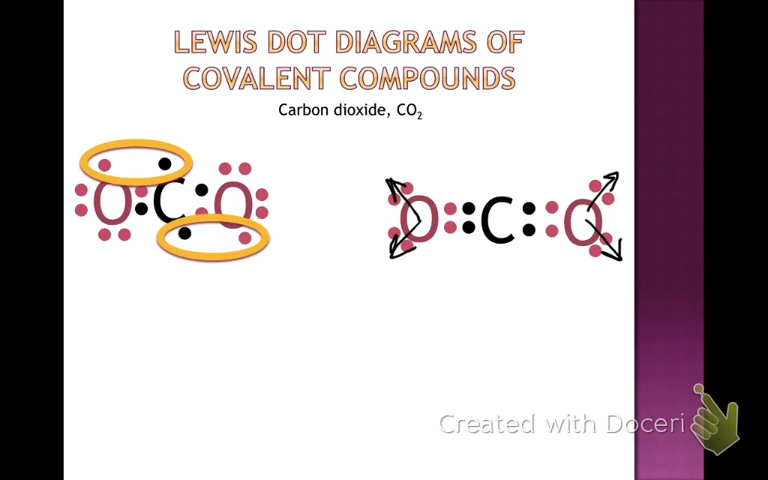 LEWIS DOT DIAGRAMS OF
COVALENT COMPOUNDS
Carbon dioxide, CO₂
O C O
O C O
Created with Doceri